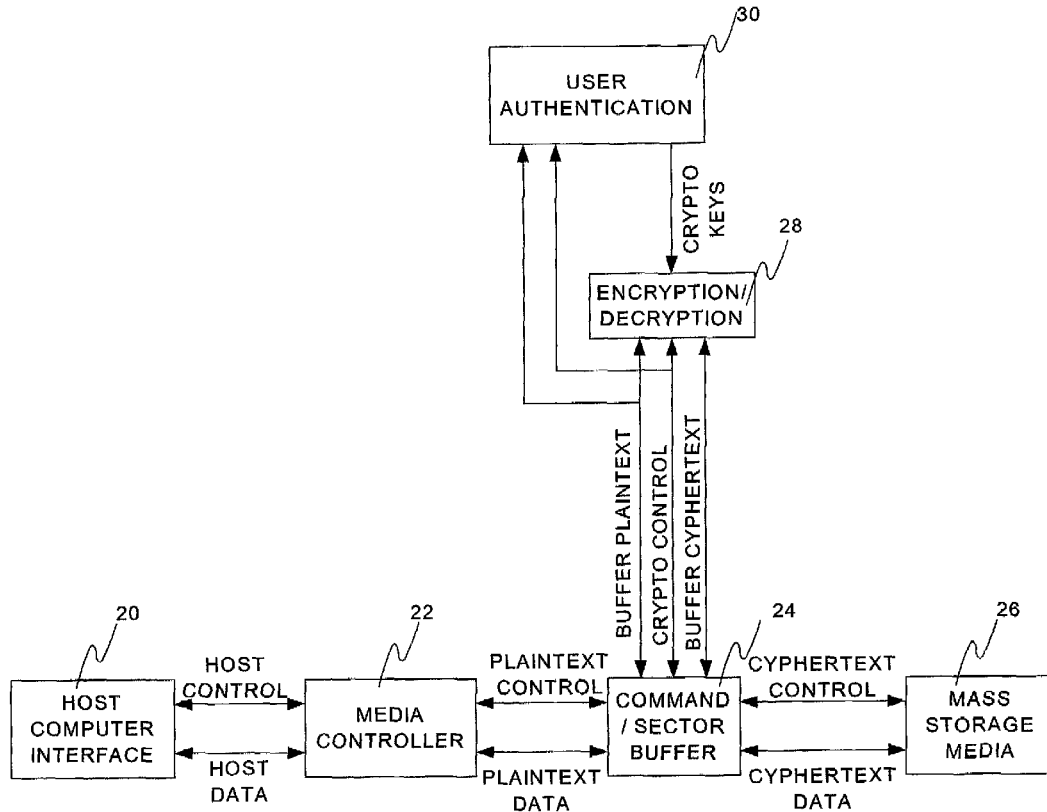 30
USER
AUTHENTICATION
CRYPTO
KEYS
28
ENCRYPTION/
DECRYPTION
BUFFER PLAINTEXT
CRYPTO CONTROL
BUFFER CYPHERTEXT
20
22
24
26
HOST
CONTROL
PLAINTEXT
CONTROL
CYPHERTEXT
CONTROL
HOST
COMPUTER
INTERFACE
MEDIA
CONTROLLER
COMMAND
/ SECTOR
BUFFER
MASS
STORAGE
MEDIA
HOST
DATA
PLAINTEXT
DATA
CYPHERTEXT
DATA